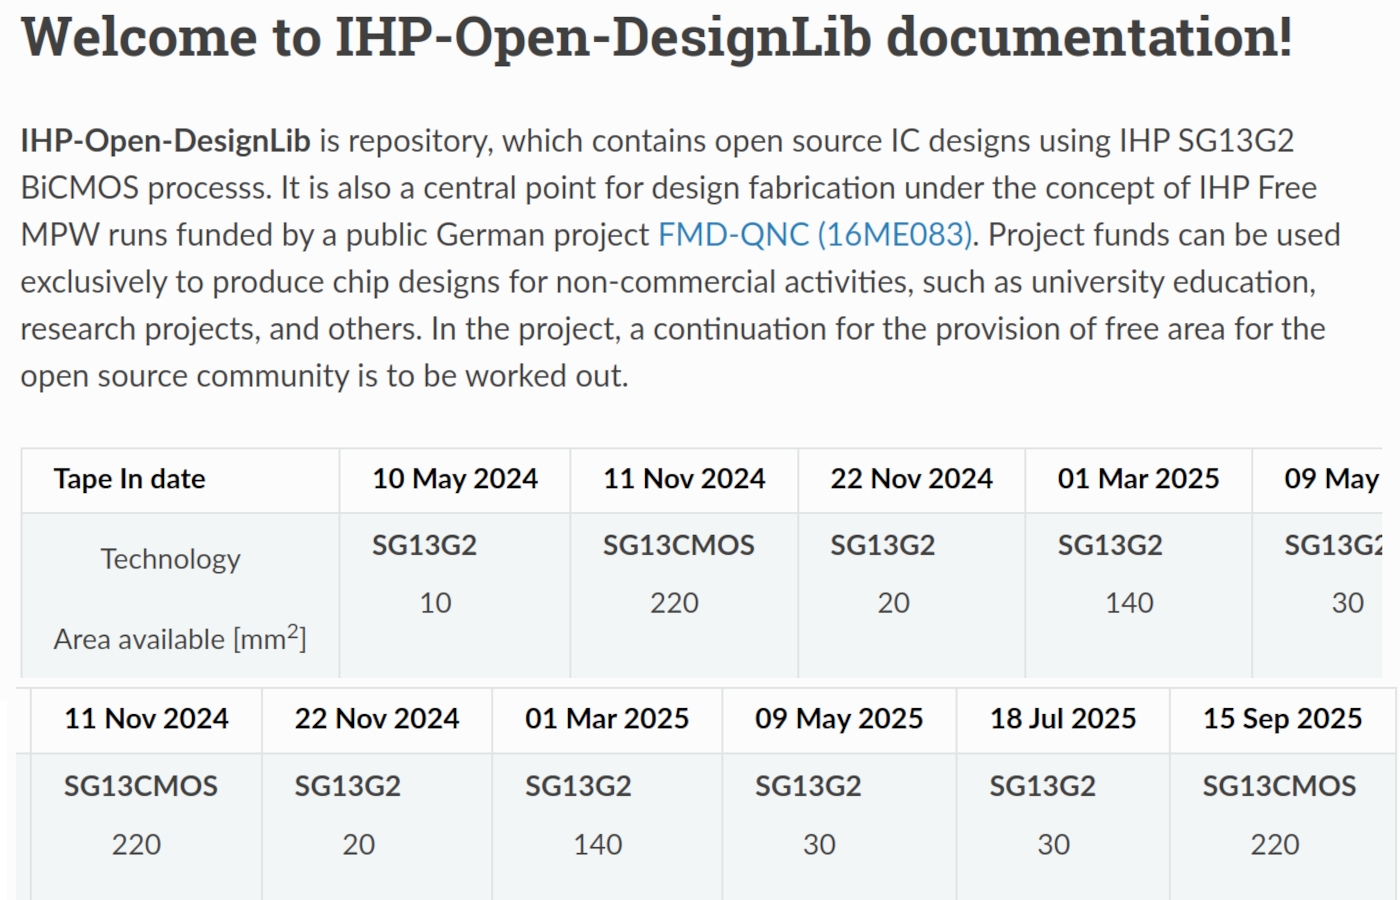 Welcome to IHP-Open-DesignLib documentation!
IHP-Open-DesignLib is repository, which contains open source IC designs using IHP SG13G2
BiCMOS processs. It is also a central point for design fabrication under the concept of IHP Free
MPW runs funded by a public German project FMD-QNC (16ME083). Project funds can be used
exclusively to produce chip designs for non-commercial activities, such as university education,
research projects, and others. In the project, a continuation for the provision of free area for the
open source community is to be worked out.
Tape In date 10 May 2024 11 Nov 2024 22 Nov 2024 01 Mar 2025 09 May
Technology SG13G2 SG13CMOS SG13G2 SG13G2 SG13G2
Area available [mm²] 10 220 20 140 30
11 Nov 2024 22 Nov 2024 01 Mar 2025 09 May 2025 18 Jul 2025 15 Sep 2025
SG13CMOS SG13G2 SG13G2 SG13G2 SG13G2 SG13CMOS
220 20 140 30 30 220